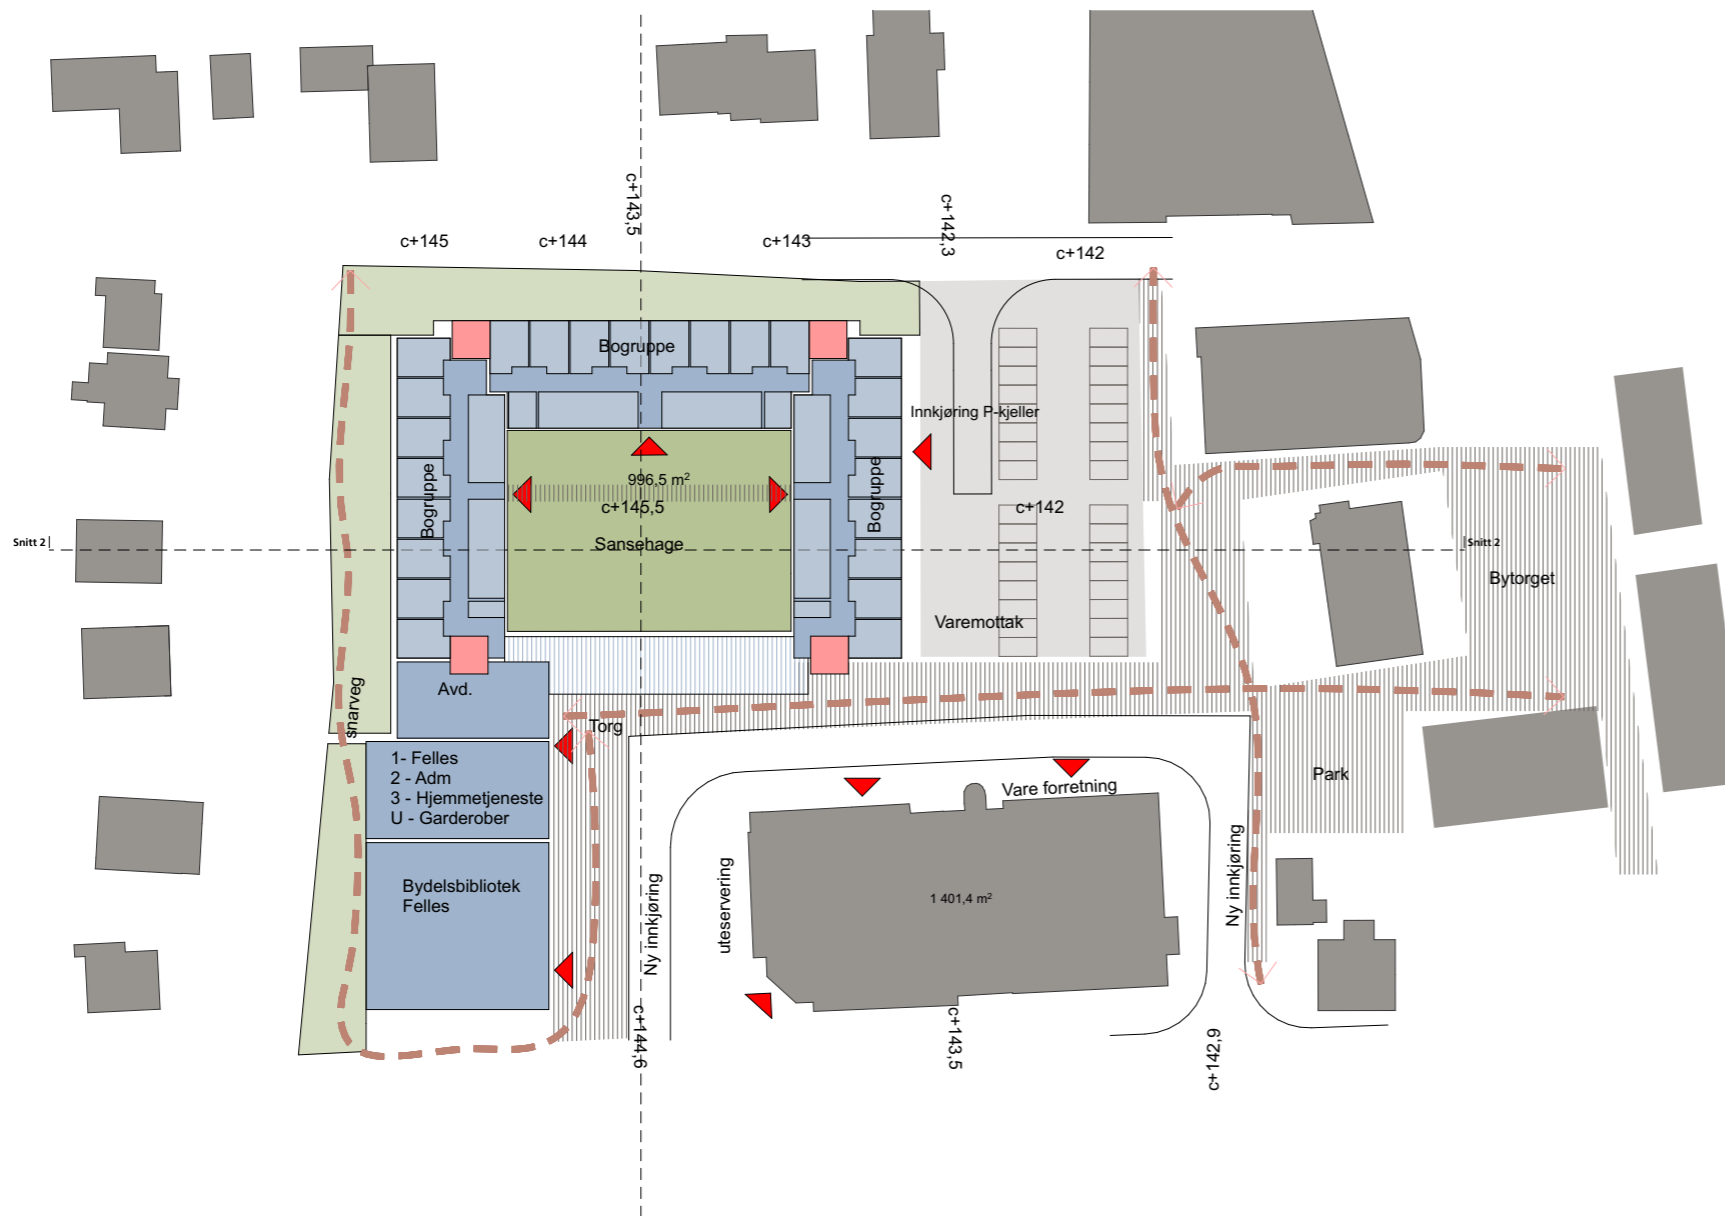 c+143,5
c+142,3
c+145
c+144
c+143
c+142
Bogruppe
Innkjøring P-kjeller
Bogruppe
Bogruppe
996,5 m²
c+145,5
c+142
Sansehage
Snitt 2
Snitt 2
Bytorget
Varemottak
snarveg
Avd.
Torg
1- Felles
2 - Adm
3 - Hjemmetjeneste
U - Garderober
Park
Vare forretning
Bydelsbibliotek
Felles
Ny innkjøring
uteservering
1 401,4 m²
Ny innkjøring
c+144,6
c+143,5
c+142,9